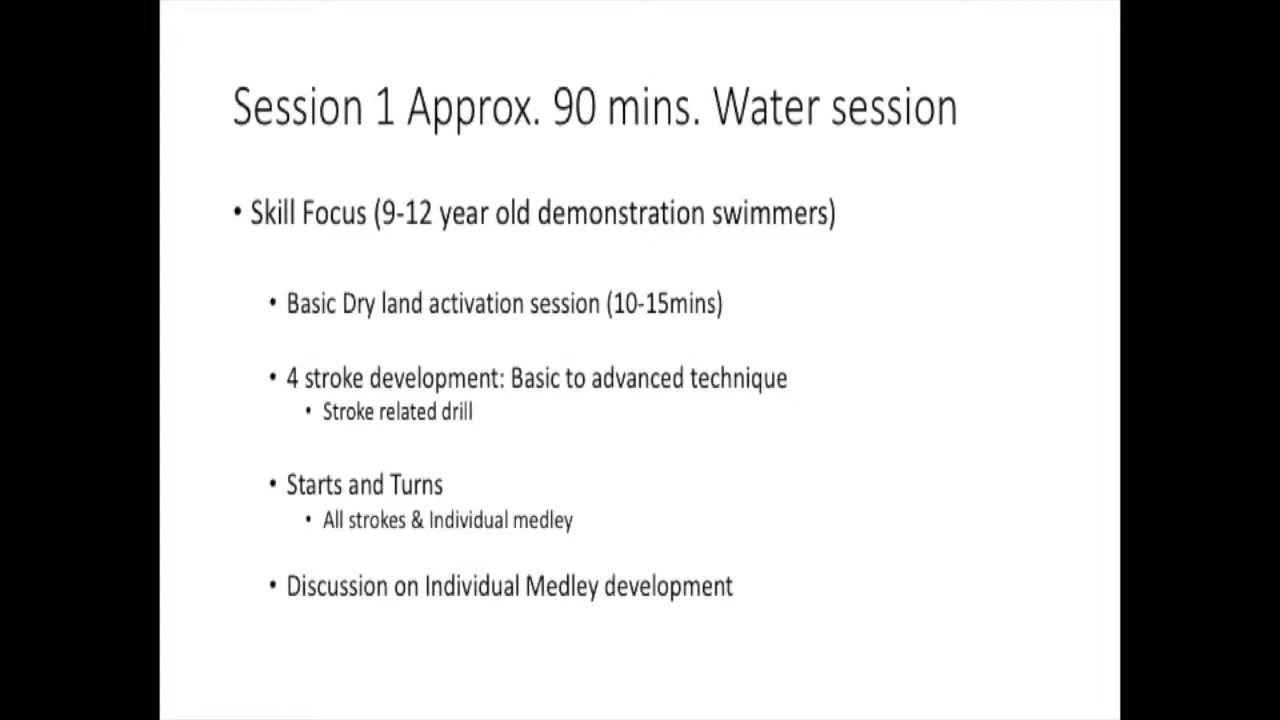 Session 1 Approx. 90 mins. Water session
• Skill Focus (9-12 year old demonstration swimmers)
• Basic Dry land activation session (10-15mins)
• 4 stroke development: Basic to advanced technique
• Stroke related drill
• Starts and Turns
• All strokes & Individual medley
• Discussion on Individual Medley development